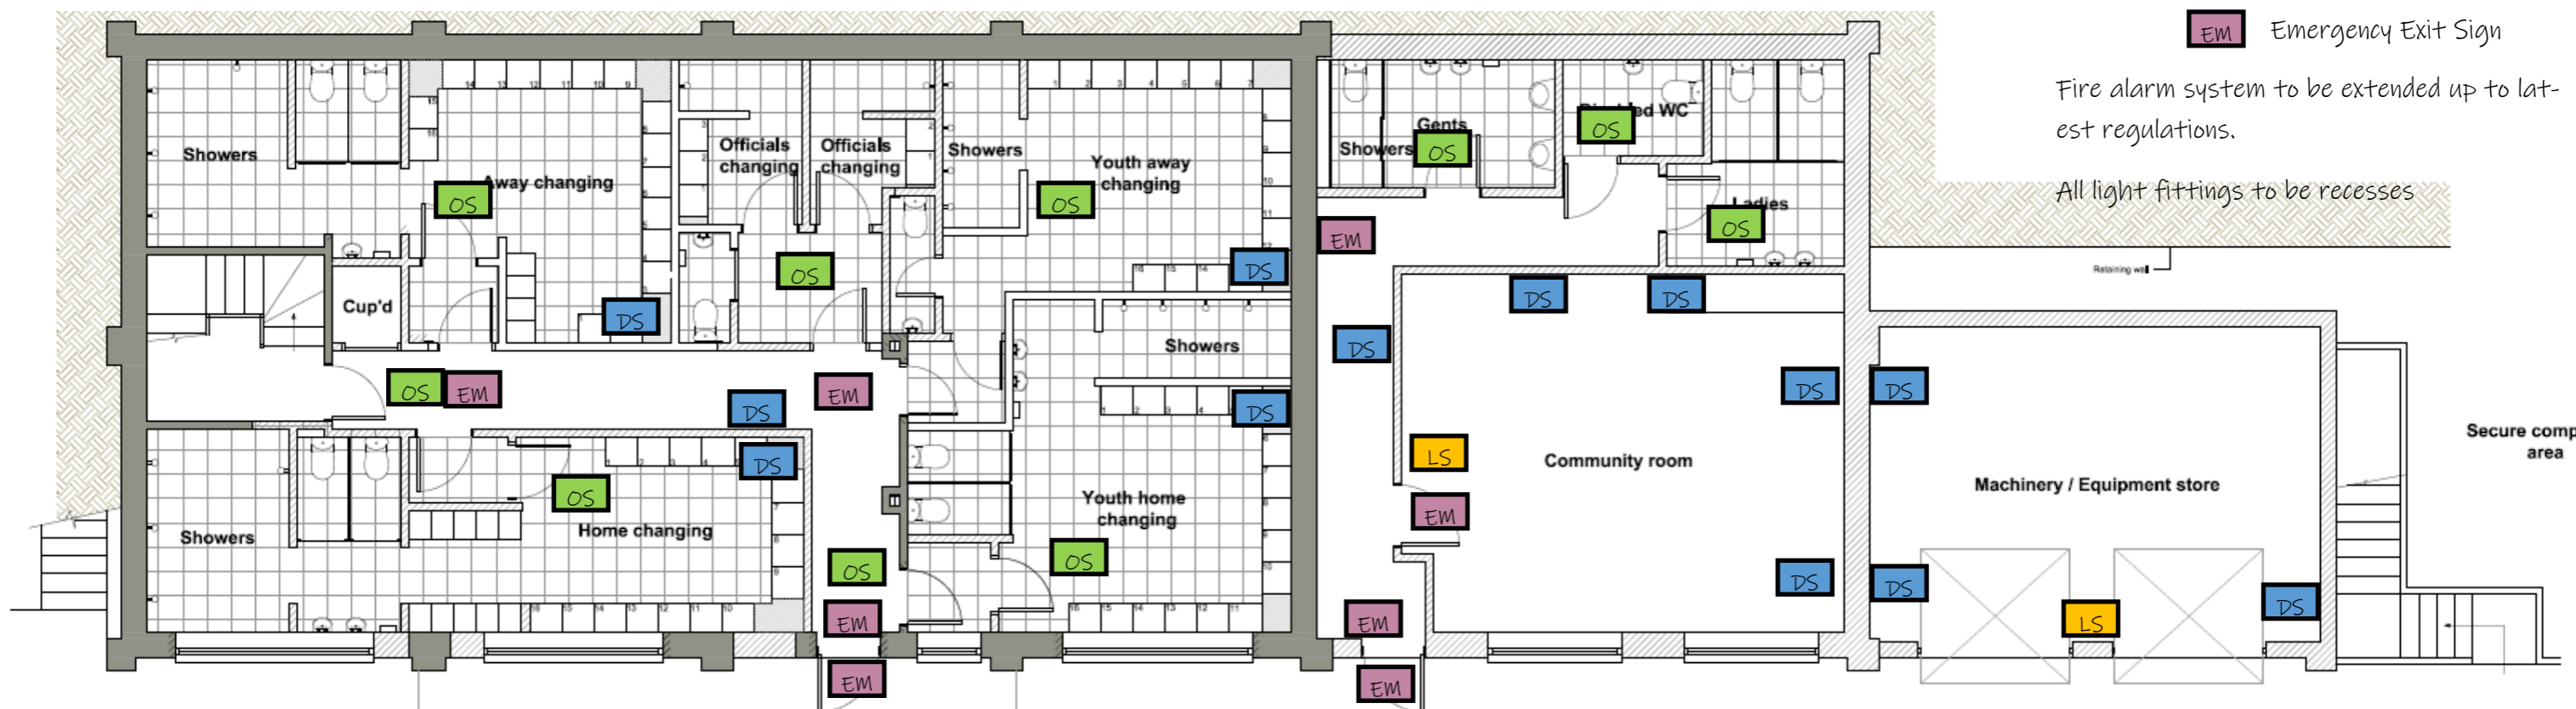 EM Emergency Exit Sign
Fire alarm system to be extended up to lat-
est regulations.
All light fittings to be recesses
Showers
Away changing
OS
Officials
changing
Officials
changing
OS
Showers
Youth away
changing
OS
DS
DS
Cup'd
OS EM
DS
EM
Showers
DS
Showers
Home changing
OS
DS
OS
EM
EM
Youth home
changing
OS
Showers
Gents
OS
OS
ed WC
Ladies
OS
EM
DS
DS
DS
DS
LS
EM
Community room
DS
EM
EM
Retaining wall
DS
DS
Machinery / Equipment store
LS
DS
Secure comp
area